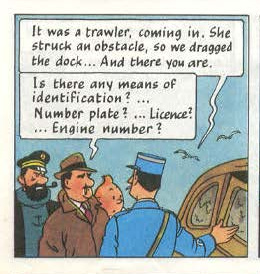 It was a trawler, coming in. She
struck an obstacle, so we dragged
the dock... And there you are.
Is there any means of
identification? ...
Number plate? ... Licence?
... Engine number?